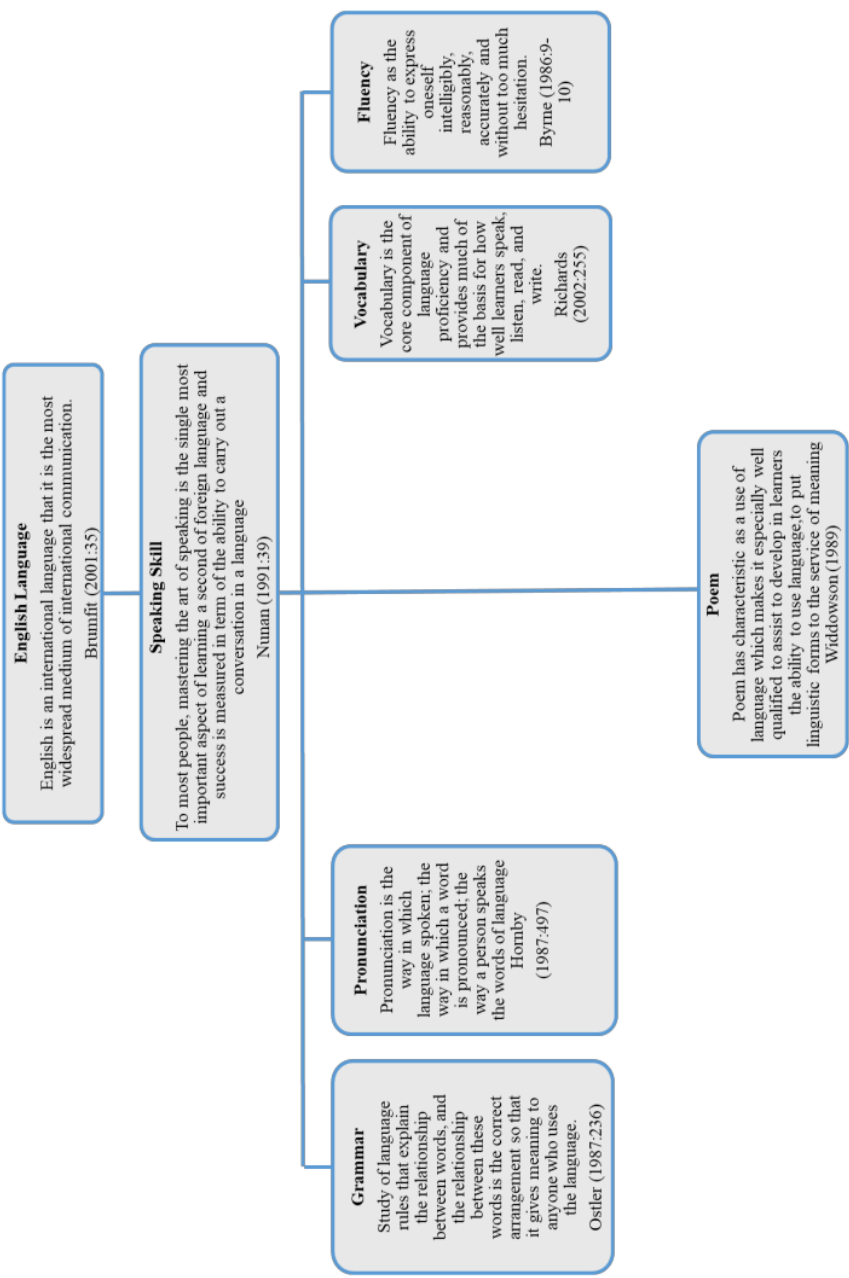 English Language
English is an international language that it is the most
widespread medium of international communication.
Brumfit (2001:35)
Speaking Skill
To most people, mastering the art of speaking is the single most
important aspect of learning a second of foreign language and
success is measured in term of the ability to carry out a
conversation in a language
Nunan (1991:39)
Grammar
Study of language
rules that explain
the relationship
between words, and
the relationship
between these
words is the correct
arrangement so that
it gives meaning to
anyone who uses
the language.
Ostler (1987:236)
Pronunciation
Pronunciation is the
way in which
language spoken; the
way in which a word
is pronounced; the
way a person speaks
the words of language
Hornby
(1987:497)
Vocabulary
Vocabulary is the
core component of
language
proficiency and
provides much of
the basis for how
well learners speak,
listen, read, and
write.
Richards
(2002:255)
Fluency
Fluency as the
ability to express
oneself
intelligibly,
reasonably,
accurately and
without too much
hesitation.
Byrne (1986:9-
10)
Poem
Poem has characteristic as a use of
language which makes it especially well
qualified to assist to develop in learners
the ability to use language,to put
linguistic forms to the service of meaning
Widdowson (1989)